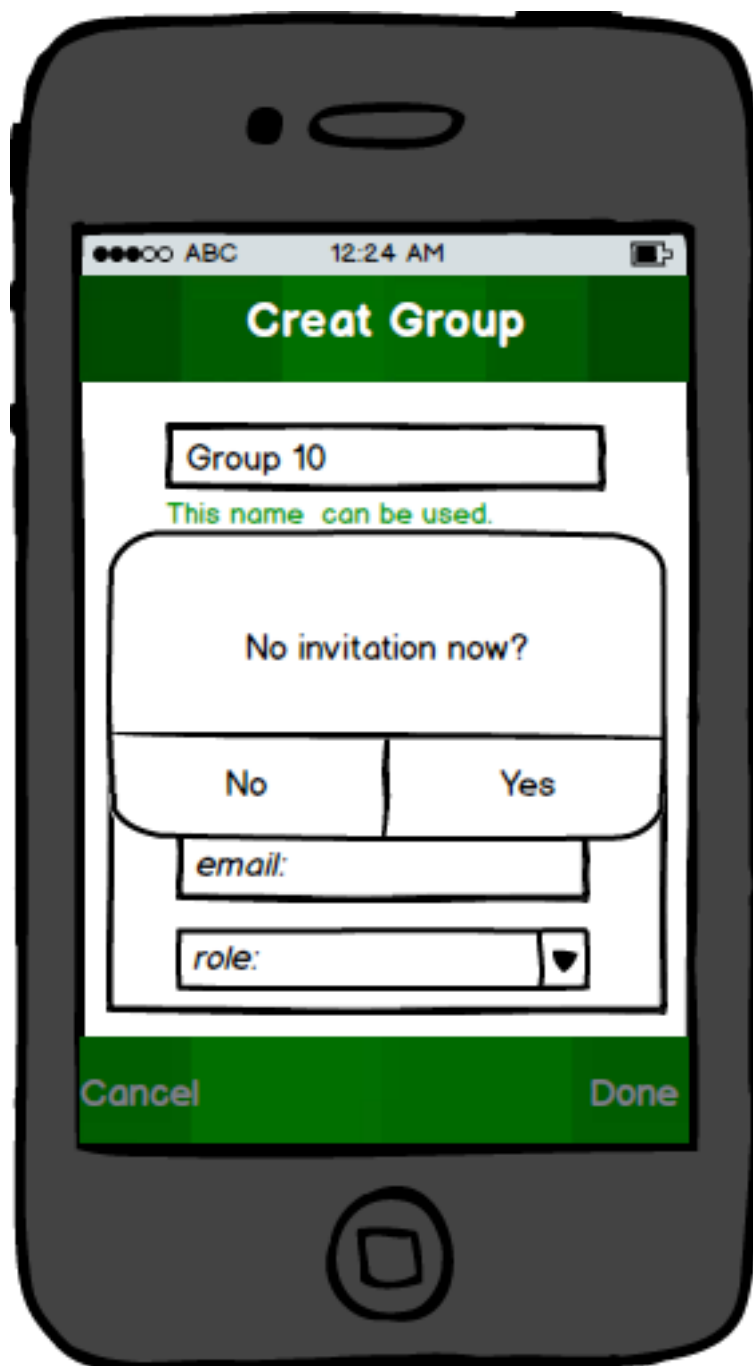 ABC 12:24 AM
Creat Group
Group 10
This name can be used.
No invitation now?
No Yes
email:
role:
Cancel Done